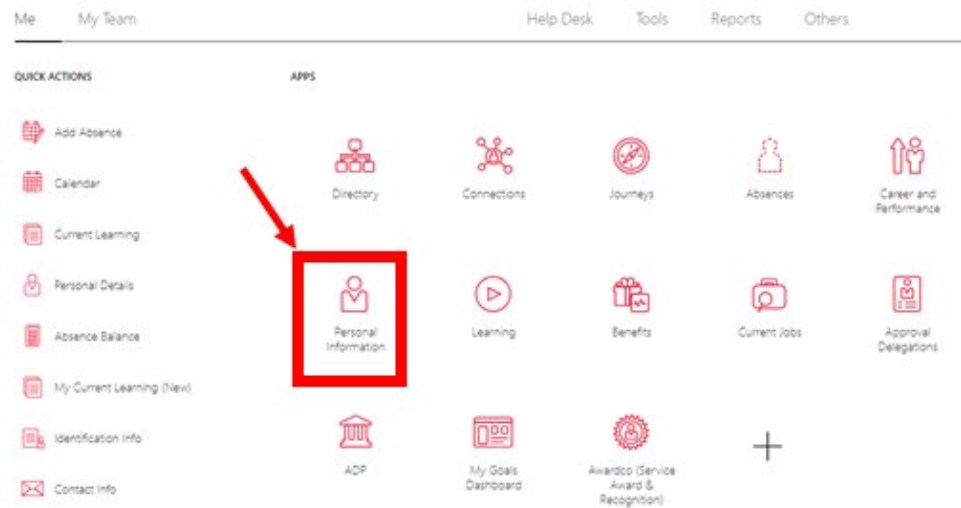 Me My Team Help Desk Tools Reports Others
QUICK ACTIONS
Add Absence
Calendar
Current Learning
Personal Details
Absence Balance
My Current Learning (New)
Identification Info
Contact Info
APPS
Directory
Connections
Journeys
Absences
Career and
Performance
Personal
Information
Learning
Benefits
Current Jobs
Approval
Delegations
ADP
My Goals
Dashboard
Awardco (Service
Award &
Recognition)